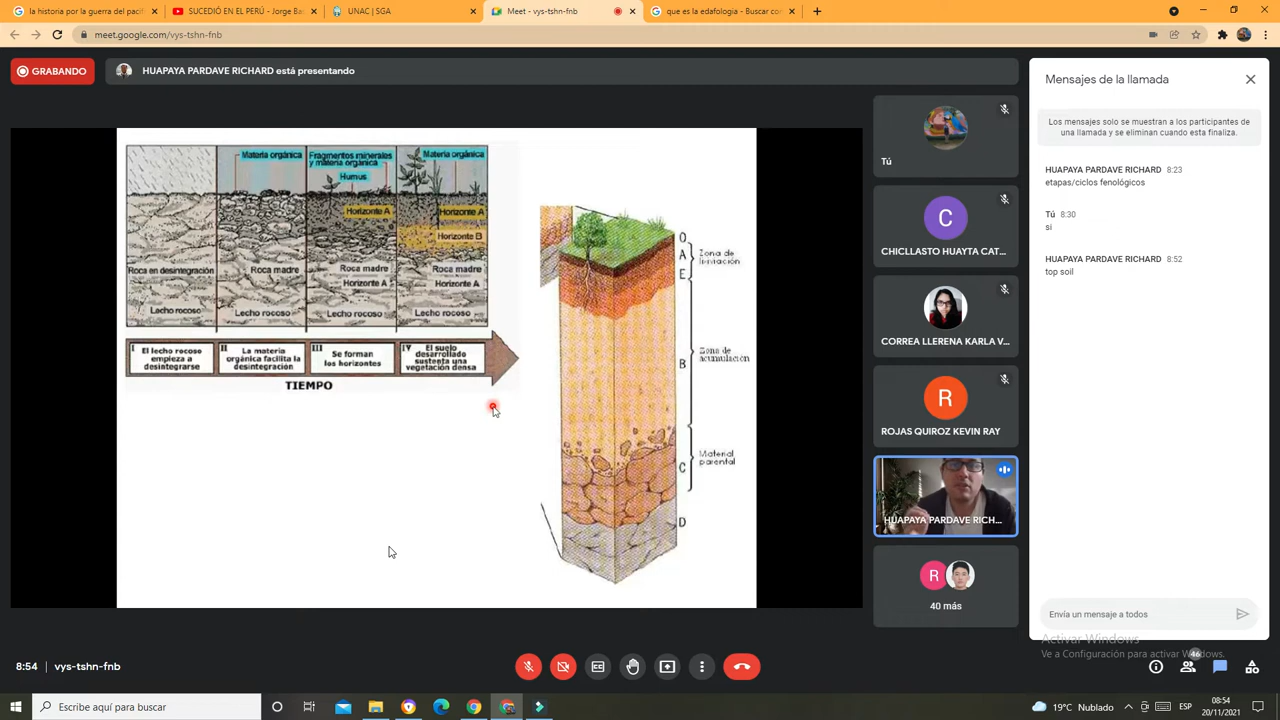 la historia por la guerra del pacif
SUCEDIÓ EN EL PERÚ - Jorge Ba
UNAC | SGA
Meet - vys-tshn-fnb
que es la edafologia - Buscar con
meet.google.com/vys-tshn-fnb
GRABANDO
HUAPAYA PARDAVE RICHARD está presentando
Materia orgánica
Fragmentos minerales
y materia orgánica
Humus
Materia orgánica
Horizonte A
Horizonte A
Horizonte B
Roca en desintegración
Roca madre
Roca madre
Roca madre
Horizonte A
Horizonte A
Lacho rocoso
Lecho rocoso
Lecho rocoso
Lecho rocoso
I
El lecho rocoso
empieza a
desintegrarse
II
La materia
orgánica facilita la
desintegración
III
Se forman
los horizontes
IV
El suelo
desarrollado
sustenta una
vegetación densa
TIEMPO
O
A
E
Zona de
B
Zona de
acumulación
C
Material
parental
D
Tú
CHICLLASTO HUAYTA CAT...
CORREA LLERENA KARLA V...
ROJAS QUIROZ KEVIN RAY
HUAPAYA PARDAVE RICH...
R
40 más
C
R
Mensajes de la llamada
Los mensajes solo se muestran a los participantes de
una llamada y se eliminan cuando esta finaliza.
HUAPAYA PARDAVE RICHARD 8:23
etapas/ciclos fenológicos
Tú 8:30
si
HUAPAYA PARDAVE RICHARD 8:52
top soil
Envía un mensaje a todos
Activar Windows
Ve a Configuración para activar Windows.
8:54 | vys-tshn-fnb
46
Escribe aquí para buscar
19°C Nublado
ESP
08:54
20/11/2021